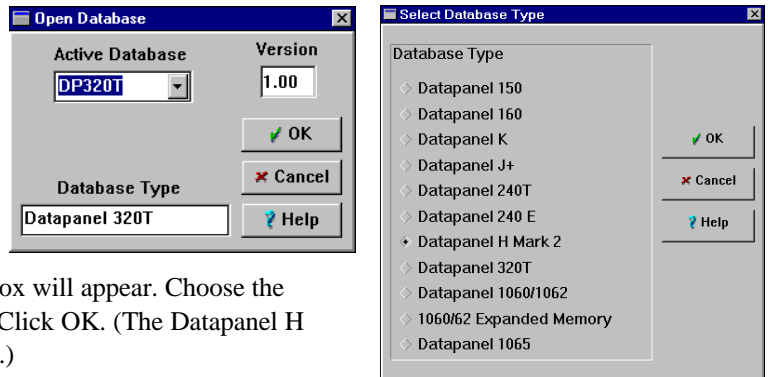 Open Database
Active Database
Version
DP320T
1.00
OK
Cancel
Database Type
Datapanel 320T
Help
ox will appear. Choose the
Click OK. (The Datapanel H
.)
Select Database Type
Database Type
Datapanel 150
Datapanel 160
Datapanel K
Datapanel J+
Datapanel 240T
Datapanel 240 E
Datapanel H Mark 2
Datapanel 320T
Datapanel 1060/1062
1060/62 Expanded Memory
Datapanel 1065
OK
Cancel
Help